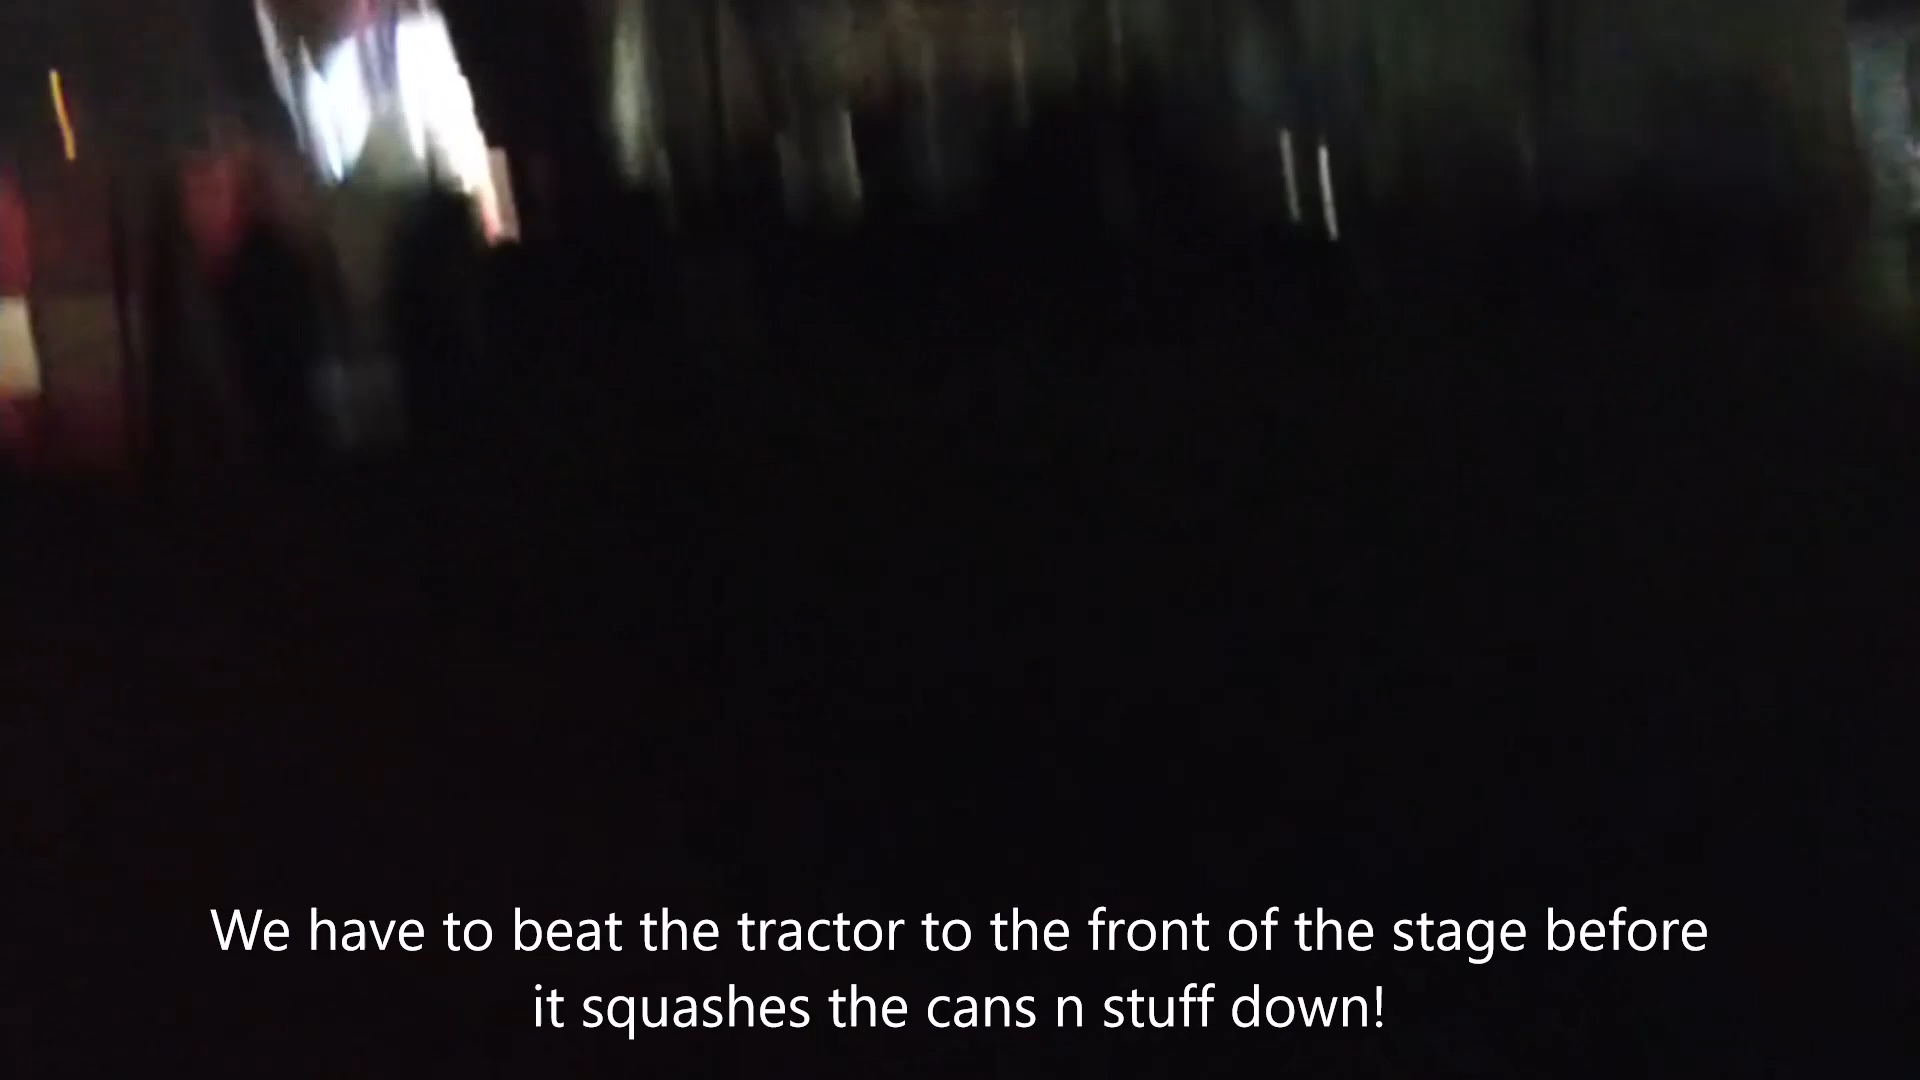 We have to beat the tractor to the front of the stage before
it squashes the cans n stuff down!